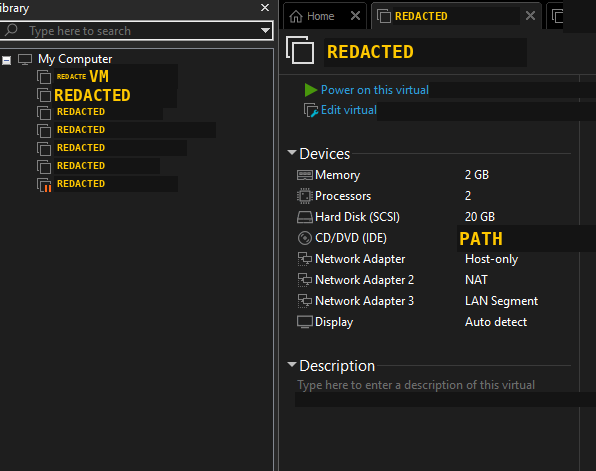 ibrary
Type here to search
My Computer
REDACTE VM
REDACTED
REDACTED
REDACTED
REDACTED
REDACTED
REDACTED
Home
REDACTED
REDACTED
Power on this virtual
Edit virtual
Devices
Memory 2 GB
Processors 2
Hard Disk (SCSI) 20 GB
CD/DVD (IDE) PATH
Network Adapter Host-only
Network Adapter 2 NAT
Network Adapter 3 LAN Segment
Display Auto detect
Description
Type here to enter a description of this virtual